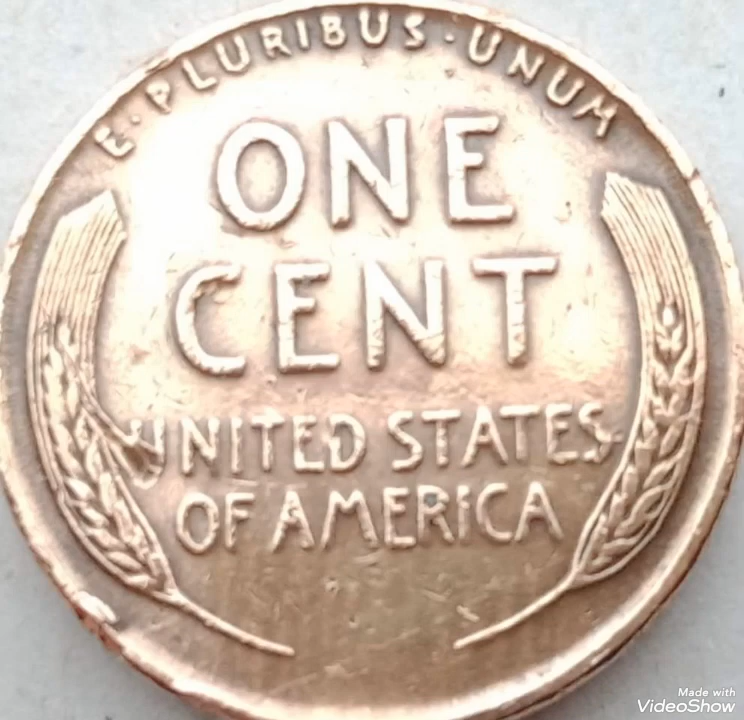 E·PLURIBUS·UNUM
ONE
CENT
UNITED STATES
OF AMERICA
Made with
VideoShow